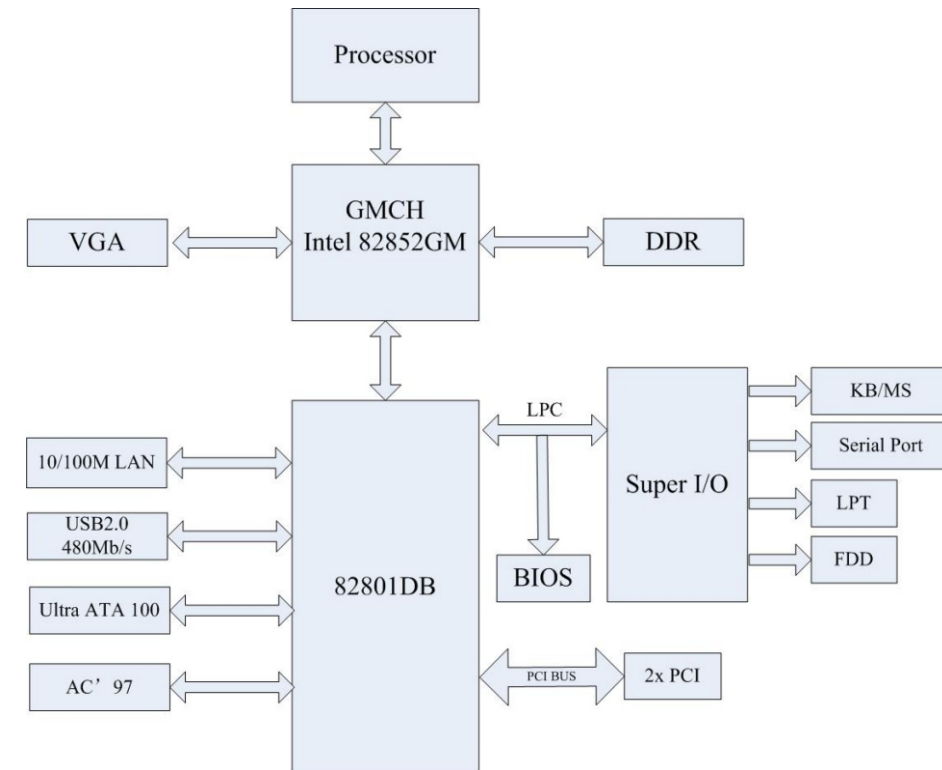 Processor
GMCH
Intel 82852GM
VGA
DDR
LPC
KB/MS
Serial Port
LPT
FDD
Super I/O
BIOS
10/100M LAN
USB2.0
480Mb/s
Ultra ATA 100
AC’97
82801DB
PCI BUS
2x PCI